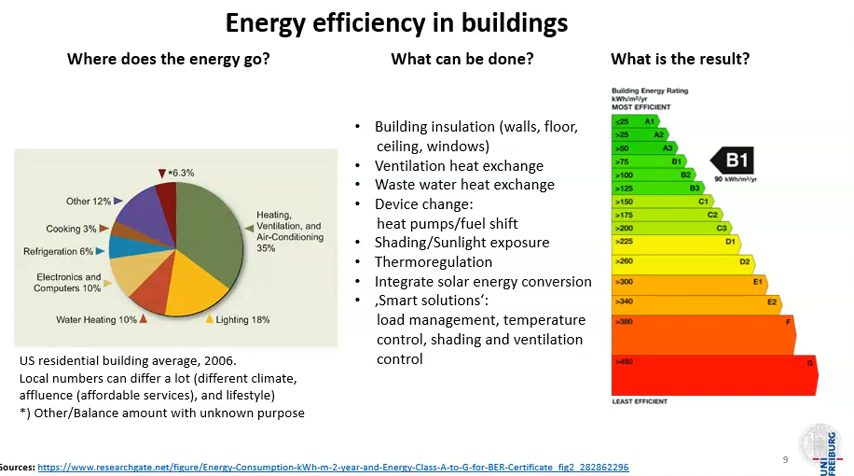 Energy efficiency in buildings
Where does the energy go?
*6.3%
Other 12%
Cooking 3%
Refrigeration 6%
Electronics and
Computers 10%
Water Heating 10%
Lighting 18%
Heating,
Ventilation, and
Air-Conditioning
35%
US residential building average, 2006.
Local numbers can differ a lot (different climate,
affluence (affordable services), and lifestyle)
*) Other/Balance amount with unknown purpose
What can be done?
• Building insulation (walls, floor,
ceiling, windows)
• Ventilation heat exchange
• Waste water heat exchange
• Device change:
heat pumps/fuel shift
• Shading/Sunlight exposure
• Thermoregulation
• Integrate solar energy conversion
• ‚Smart solutions‘:
load management, temperature
control, shading and ventilation
control
What is the result?
Building Energy Rating
kWh/m²/yr
MOST EFFICIENT
<25 A1
>25 A2
>50 A3
>75 B1
>100 B2
>125 B3
>150 C1
>175 C2
>200 C3
>225 D1
>260 D2
>300 E1
>340 E2
>380 F
>450 G
B1
90 kWh/m²/yr
LEAST EFFICIENT
Sources: https://www.researchgate.net/figure/Energy-Consumption-kWh-m-2-year-and-Energy-Class-A-to-G-for-BER-Certificate_fig2_282862296
9
UNI
FREIBURG